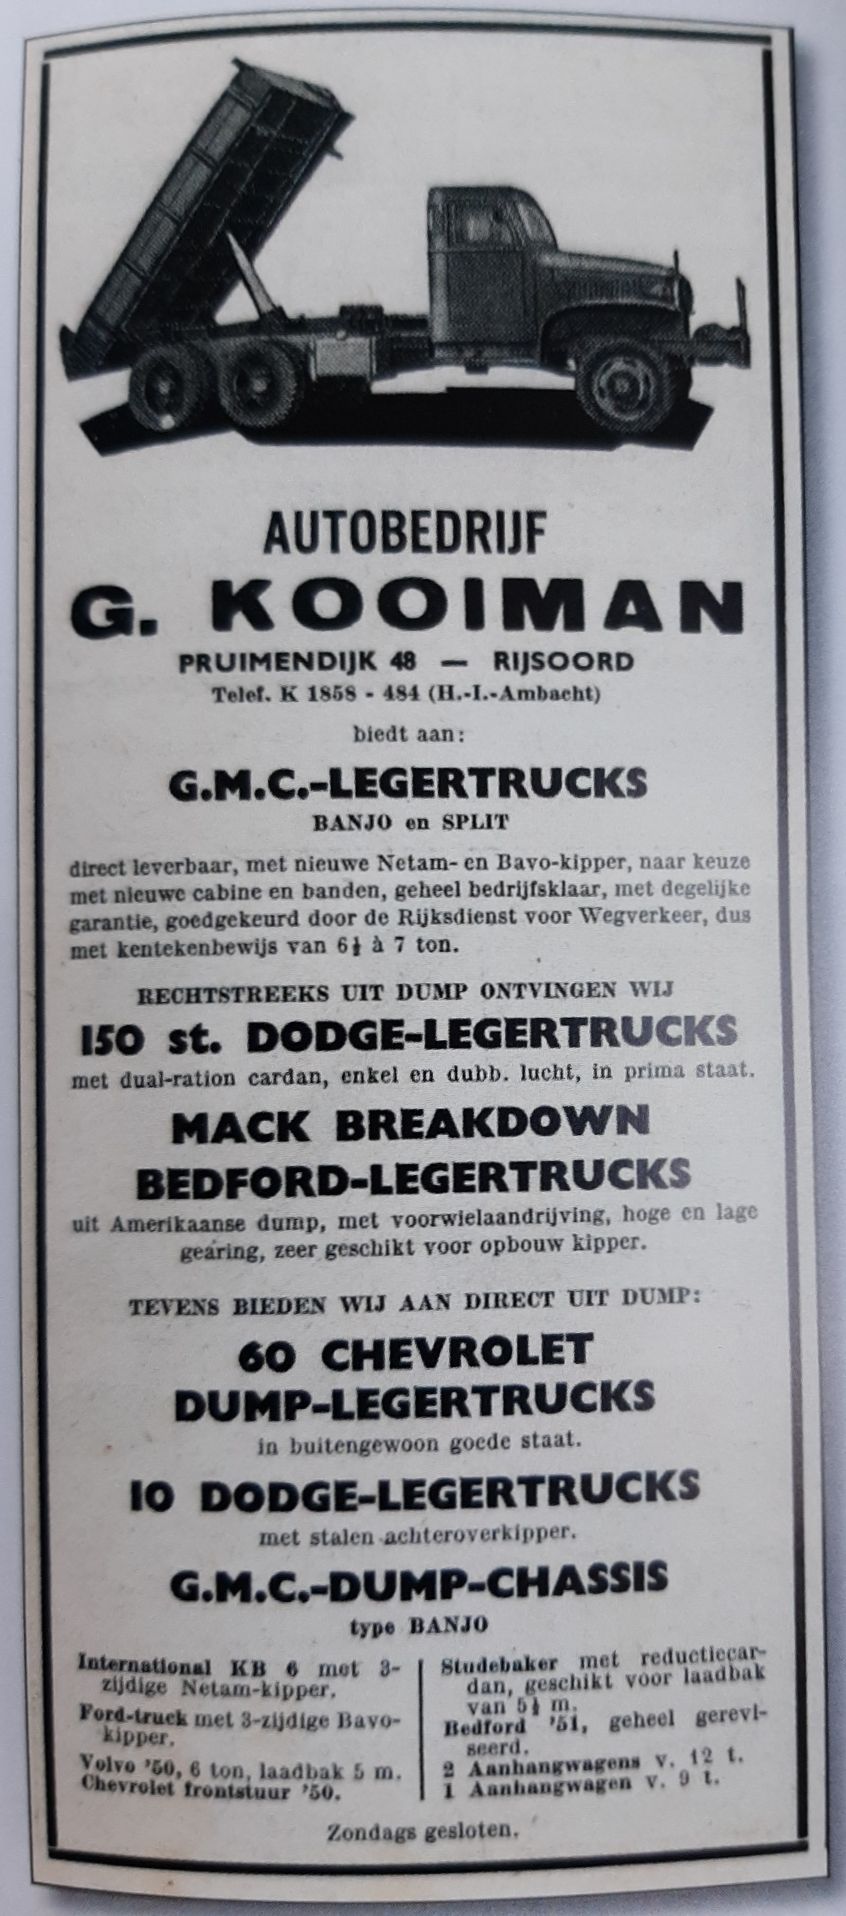 AUTOBEDRIJF
G. KOOIMAN
PRUIMENDIJK 48 — RIJSOORD
Telef. K 1858 - 484 (H.-I.-Ambacht)
biedt aan:
G.M.C.-LEGERTRUCKS
BANJO en SPLIT
direct leverbaar, met nieuwe Netam- en Bavo-kipper, naar keuze
met nieuwe cabine en banden, geheel bedrijfsklaar, met degelijke
garantie, goedgekeurd door de Rijksdienst voor Wegverkeer, dus
met kentekenbewijs van 6½ à 7 ton.
RECHTSTREEKS UIT DUMP ONTVINGEN WIJ
150 st. DODGE-LEGERTRUCKS
met dual-ration cardan, enkel en dubb. lucht, in prima staat.
MACK BREAKDOWN
BEDFORD-LEGERTRUCKS
uit Amerikaanse dump, met voorwielaandrijving, hoge en lage
gearing, zeer geschikt voor opbouw kipper.
TEVENS BIEDEN WIJ AAN DIRECT UIT DUMP:
60 CHEVROLET
DUMP-LEGERTRUCKS
in buitengewoon goede staat.
10 DODGE-LEGERTRUCKS
met stalen achteroverkipper.
G.M.C.-DUMP-CHASSIS
type BANJO
International KB 6 met 3-
zijdige Netam-kipper.
Ford-truck met 3-zijdige Bavo-
kipper.
Volvo '50, 6 ton, laadbak 5 m.
Chevrolet frontstuur '50.
Studebaker met reductiecar-
dan, geschikt voor laadbak
van 5½ m.
Bedford '51, geheel gerevi-
seerd.
2 Aanhangwagens v. 12 t.
1 Aanhangwagen v. 9 t.
Zondags gesloten.